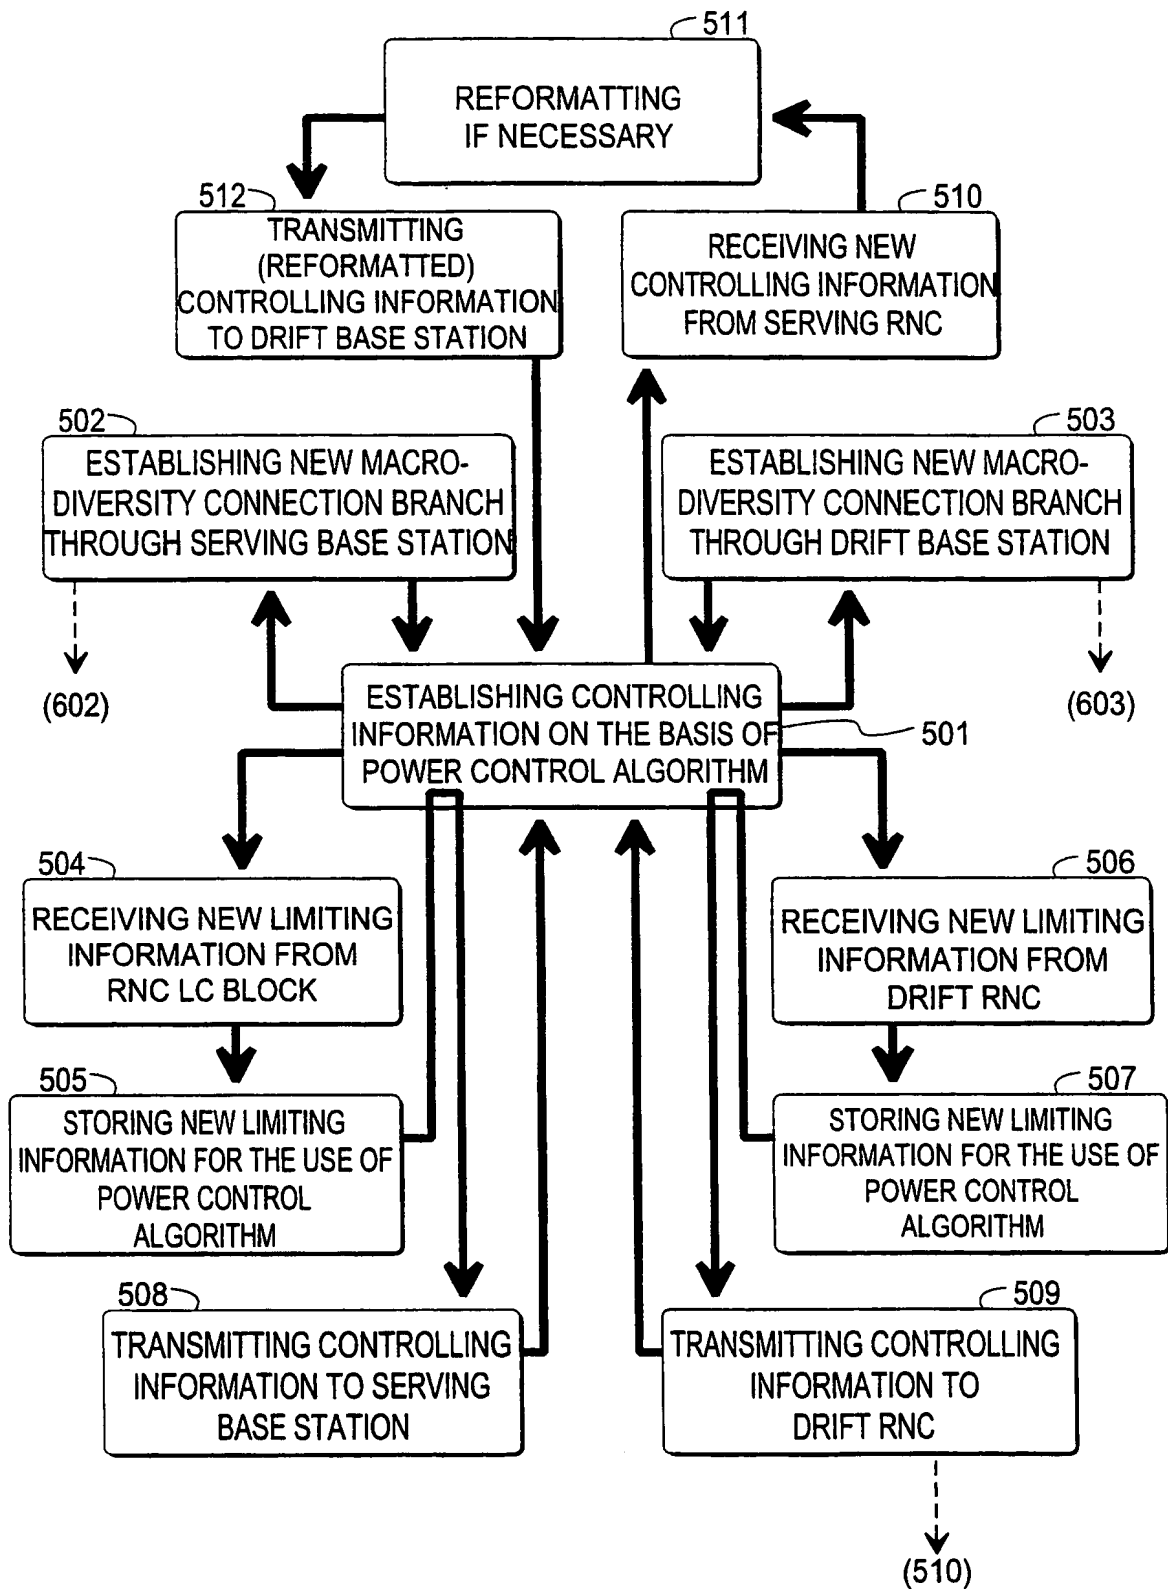 511
REFORMATTING
IF NECESSARY
512
TRANSMITTING
(REFORMATTED)
CONTROLLING INFORMATION
TO DRIFT BASE STATION
510
RECEIVING NEW
CONTROLLING INFORMATION
FROM SERVING RNC
502
ESTABLISHING NEW MACRO-
DIVERSITY CONNECTION BRANCH
THROUGH SERVING BASE STATION
503
ESTABLISHING NEW MACRO-
DIVERSITY CONNECTION BRANCH
THROUGH DRIFT BASE STATION
(602)
(603)
ESTABLISHING CONTROLLING
INFORMATION ON THE BASIS OF
POWER CONTROL ALGORITHM
501
504
RECEIVING NEW LIMITING
INFORMATION FROM
RNC LC BLOCK
506
RECEIVING NEW LIMITING
INFORMATION FROM
DRIFT RNC
505
STORING NEW LIMITING
INFORMATION FOR THE USE OF
POWER CONTROL
ALGORITHM
507
STORING NEW LIMITING
INFORMATION FOR THE USE OF
POWER CONTROL
ALGORITHM
508
TRANSMITTING CONTROLLING
INFORMATION TO SERVING
BASE STATION
509
TRANSMITTING CONTROLLING
INFORMATION TO
DRIFT RNC
(510)